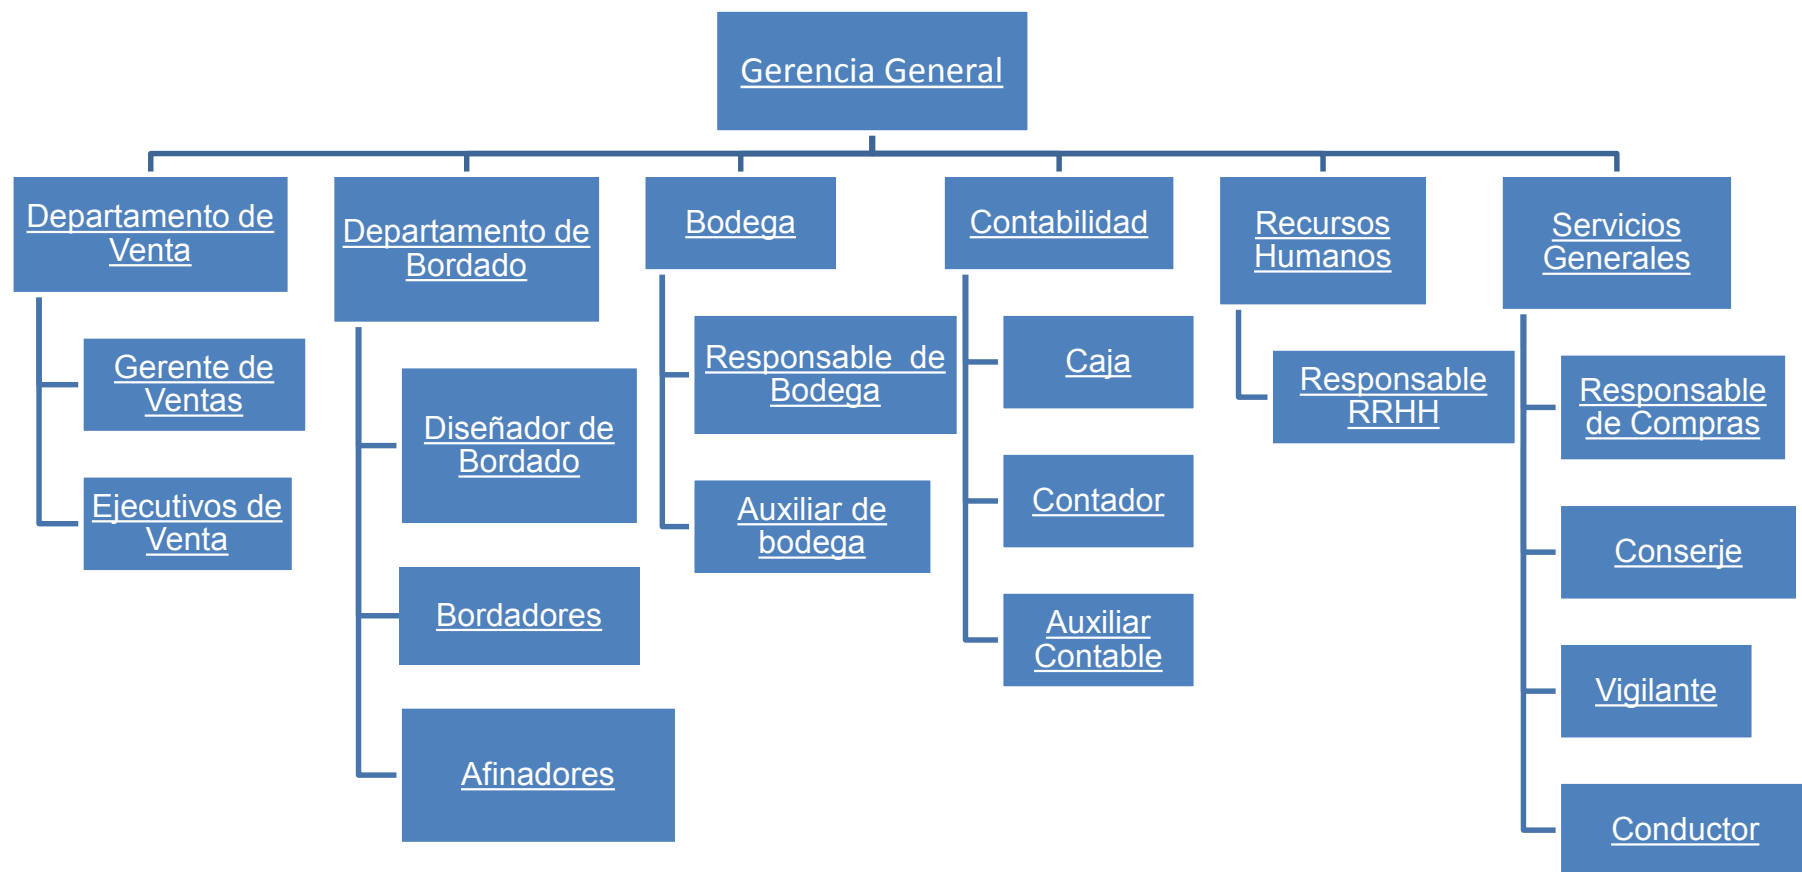 Gerencia General
Departamento de
Venta
Gerente de
Ventas
Ejecutivos de
Venta
Departamento de
Bordado
Diseñador de
Bordado
Bordadores
Afinadores
Bodega
Responsable  de
Bodega
Auxiliar de
bodega
Contabilidad
Caja
Contador
Auxiliar
Contable
Recursos
Humanos
Responsable
RRHH
Servicios
Generales
Responsable
de Compras
Conserje
Vigilante
Conductor